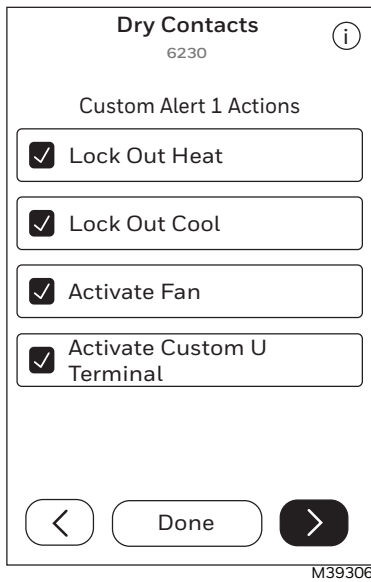 Dry Contacts
i
6230
Custom Alert 1 Actions
Lock Out Heat
Lock Out Cool
Activate Fan
Activate Custom U
Terminal
Done
M39306